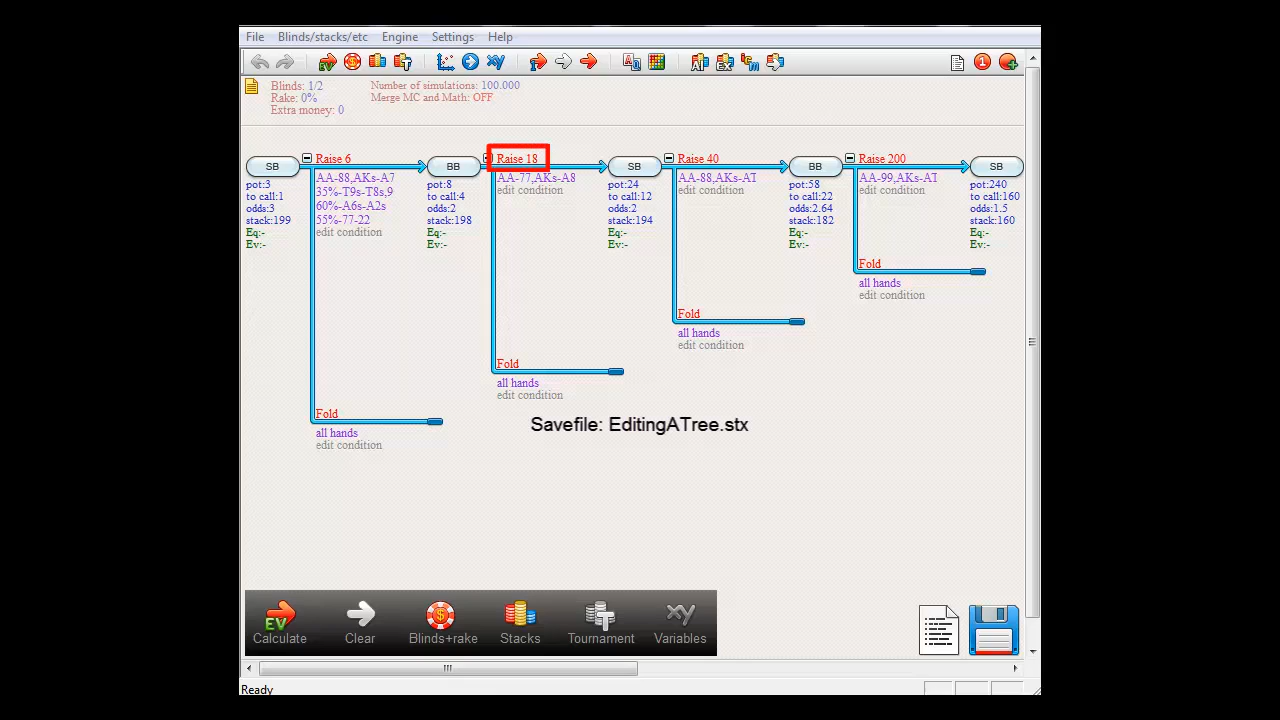 File Blinds/stacks/etc Engine Settings Help
Blinds: 1/2
Rake: 0%
Extra money: 0
Number of simulations: 100.000
Merge MC and Math: OFF
SB
pot:3
to call:1
odds:3
stack:199
Eq:-
Ev:-
Raise 6
AA-88,AKs-A7
35%-T9s-T8s,9
60%-A6s-A2s
55%-77-22
edit condition
Fold
all hands
edit condition
BB
pot:8
to call:4
odds:2
stack:198
Eq:-
Ev:-
Raise 18
AA-77,AKs-A8
edit condition
Fold
all hands
edit condition
SB
pot:24
to call:12
odds:2
stack:194
Eq:-
Ev:-
Raise 40
AA-88,AKs-AT
edit condition
Fold
all hands
edit condition
BB
pot:58
to call:22
odds:2.64
stack:182
Eq:-
Ev:-
Raise 200
AA-99,AKs-AT
edit condition
Fold
all hands
edit condition
SB
pot:240
to call:160
odds:1.5
stack:160
Eq:-
Ev:-
Savefile: EditingATree.stx
EV Calculate
Clear
Blinds+rake
Stacks
Tournament
XY Variables
Ready